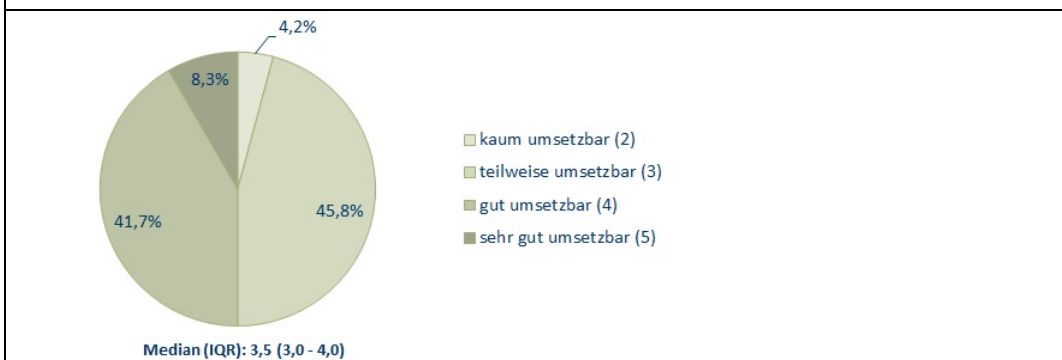 4,2%
8,3%
45,8%
41,7%
kaum umsetzbar (2)
teilweise umsetzbar (3)
gut umsetzbar (4)
sehr gut umsetzbar (5)
Median (IQR): 3,5 (3,0 - 4,0)